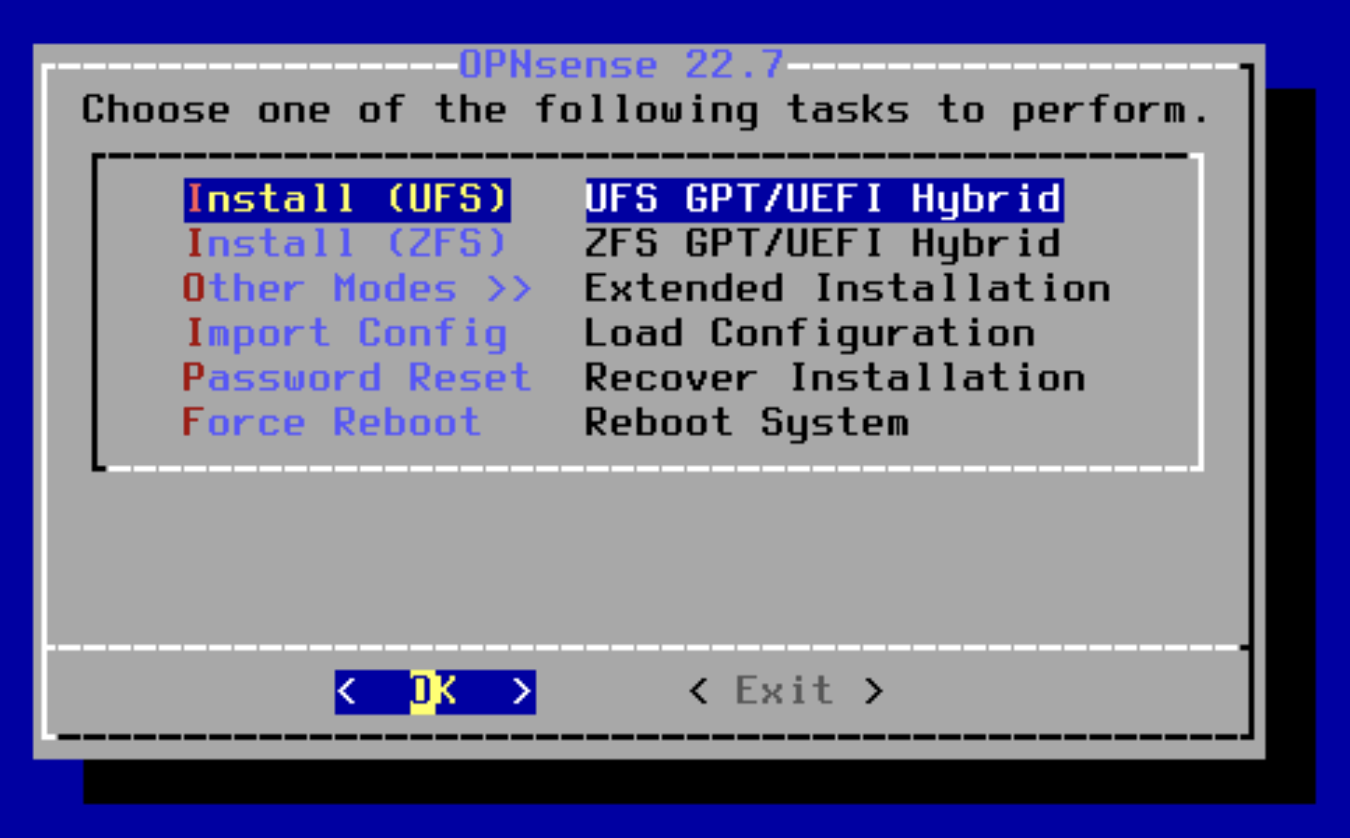 OPNsense 22.7
Choose one of the following tasks to perform.
Install (UFS) UFS GPT/UEFI Hybrid
Install (ZFS) ZFS GPT/UEFI Hybrid
Other Modes >> Extended Installation
Import Config Load Configuration
Password Reset Recover Installation
Force Reboot Reboot System
< OK > < Exit >